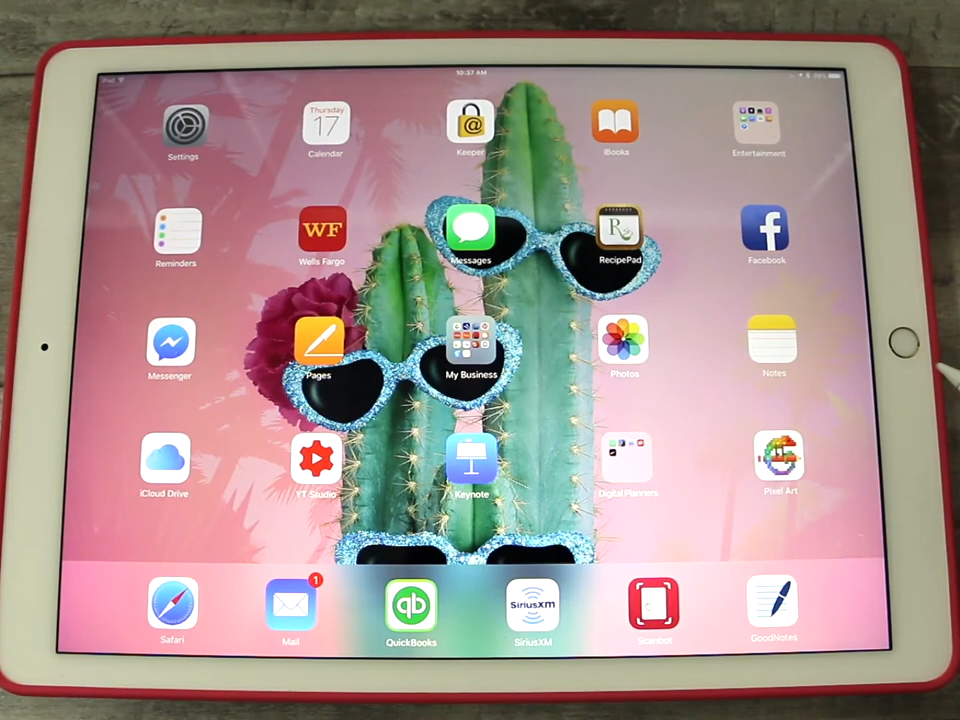 iPad
10:37 AM
Settings
Thursday
17
Calendar
@
Keeper
iBooks
Entertainment
Reminders
WF
Wells Fargo
Messages
R
RecipePad
f
Facebook
Messenger
Pages
My Business
Photos
Notes
iCloud Drive
YT Studio
Keynote
Digital Planners
Pixel Art
Safari
1
Mail
qb
QuickBooks
SiriusXM
SiriusXM
Scanbot
GoodNotes